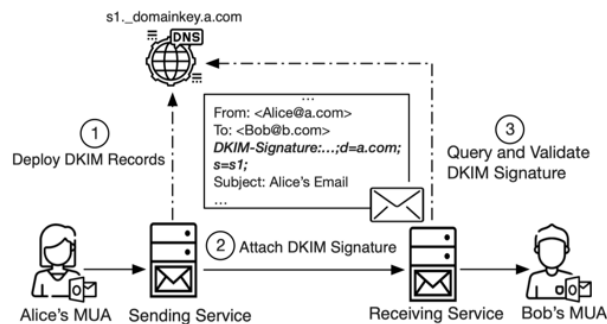 s1._domainkey.a.com
DNS
...
From: <Alice@a.com>
To: <Bob@b.com>
DKIM-Signature:...;d=a.com;
s=s1;
Subject: Alice's Email
...
1
Deploy DKIM Records
3
Query and Validate
DKIM Signature
2 Attach DKIM Signature
Alice's MUA
Sending Service
Receiving Service
Bob's MUA